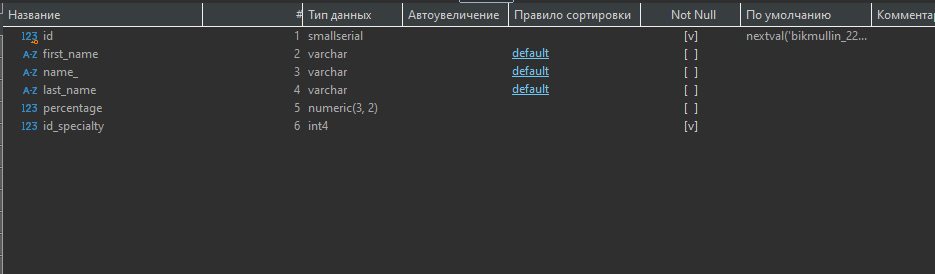 Название # Тип данных Автоувеличение Правило сортировки Not Null По умолчанию Комментар
123 id 1 smallserial [v] nextval('bikmullin_22...
A-Z first_name 2 varchar default [ ]
A-Z name_ 3 varchar default [ ]
A-Z last_name 4 varchar default [ ]
123 percentage 5 numeric(3, 2) [ ]
123 id_specialty 6 int4 [v]